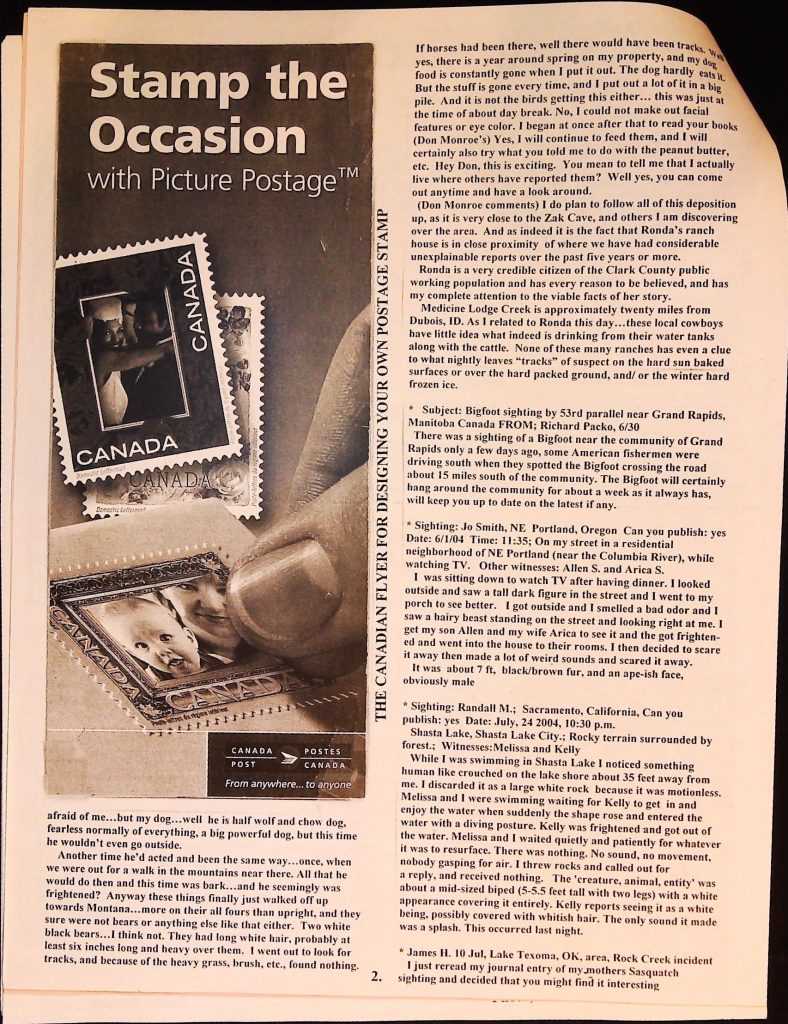 Stamp the
Occasion
with Picture Postage™
CANADA
CANADA
Domestic Lettermail
CANADA
Domestic Lettermail
CANADA
CANADA
CANADA POST
POSTES CANADA
From anywhere... to anyone
THE CANADIAN FLYER FOR DESIGNING YOUR OWN POSTAGE STAMP
afraid of me...but my dog...well he is half wolf and chow dog,
fearless normally of everything, a big powerful dog, but this time
he wouldn't even go outside.
Another time he'd acted and been the same way...once, when
we were out for a walk in the mountains near there. All that he
would do then and this time was bark...and he seemingly was
frightened? Anyway these things finally just walked off up
towards Montana...more on their all fours than upright, and they
sure were not bears or anything else like that either. Two white
black bears...I think not. They had long white hair, probably at
least six inches long and heavy over them. I went out to look for
tracks, and because of the heavy grass, brush, etc., found nothing.
If horses had been there, well there would have been tracks. Well
yes, there is a year around spring on my property, and my dog
food is constantly gone when I put it out. The dog hardly eats it.
But the stuff is gone every time, and I put out a lot of it in a big
pile. And it is not the birds getting this either... this was just at
the time of about day break. No, I could not make out facial
features or eye color. I began at once after that to read your books
(Don Monroe's) Yes, I will continue to feed them, and I will
certainly also try what you told me to do with the peanut butter,
etc. Hey Don, this is exciting. You mean to tell me that I actually
live where others have reported them? Well yes, you can come
out anytime and have a look around.
(Don Monroe comments) I do plan to follow all of this deposition
up, as it is very close to the Zak Cave, and others I am discovering
over the area. And as indeed it is the fact that Ronda's ranch
house is in close proximity of where we have had considerable
unexplainable reports over the past five years or more.
Ronda is a very credible citizen of the Clark County public
working population and has every reason to be believed, and has
my complete attention to the viable facts of her story.
Medicine Lodge Creek is approximately twenty miles from
Dubois, ID. As I related to Ronda this day...these local cowboys
have little idea what indeed is drinking from their water tanks
along with the cattle. None of these many ranches has even a clue
to what nightly leaves "tracks" of suspect on the hard sun baked
surfaces or over the hard packed ground, and/ or the winter hard
frozen ice.
* Subject: Bigfoot sighting by 53rd parallel near Grand Rapids,
Manitoba Canada FROM; Richard Packo, 6/30
There was a sighting of a Bigfoot near the community of Grand
Rapids only a few days ago, some American fishermen were
driving south when they spotted the Bigfoot crossing the road
about 15 miles south of the community. The Bigfoot will certainly
hang around the community for about a week as it always has,
will keep you up to date on the latest if any.
* Sighting: Jo Smith, NE Portland, Oregon Can you publish: yes
Date: 6/1/04 Time: 11:35; On my street in a residential
neighborhood of NE Portland (near the Columbia River), while
watching TV. Other witnesses: Allen S. and Arica S.
I was sitting down to watch TV after having dinner. I looked
outside and saw a tall dark figure in the street and I went to my
porch to see better. I got outside and I smelled a bad odor and I
saw a hairy beast standing on the street and looking right at me. I
get my son Allen and my wife Arica to see it and the got frighten-
ed and went into the house to their rooms. I then decided to scare
it away then made a lot of weird sounds and scared it away.
It was about 7 ft, black/brown fur, and an ape-ish face,
obviously male
* Sighting: Randall M.; Sacramento, California, Can you
publish: yes Date: July, 24 2004, 10:30 p.m.
Shasta Lake, Shasta Lake City.; Rocky terrain surrounded by
forest.; Witnesses:Melissa and Kelly
While I was swimming in Shasta Lake I noticed something
human like crouched on the lake shore about 35 feet away from
me. I discarded it as a large white rock because it was motionless.
Melissa and I were swimming waiting for Kelly to get in and
enjoy the water when suddenly the shape rose and entered the
water with a diving posture. Kelly was frightened and got out of
the water. Melissa and I waited quietly and patiently for whatever
it was to resurface. There was nothing. No sound, no movement,
nobody gasping for air. I threw rocks and called out for
a reply, and received nothing. The 'creature, animal, entity' was
about a mid-sized biped (5-5.5 feet tall with two legs) with a white
appearance covering it entirely. Kelly reports seeing it as a white
being, possibly covered with whitish hair. The only sound it made
was a splash. This occurred last night.
* James H. 10 Jul, Lake Texoma, OK, area, Rock Creek incident
I just reread my journal entry of my mothers Sasquatch
sighting and decided that you might find it interesting
2.